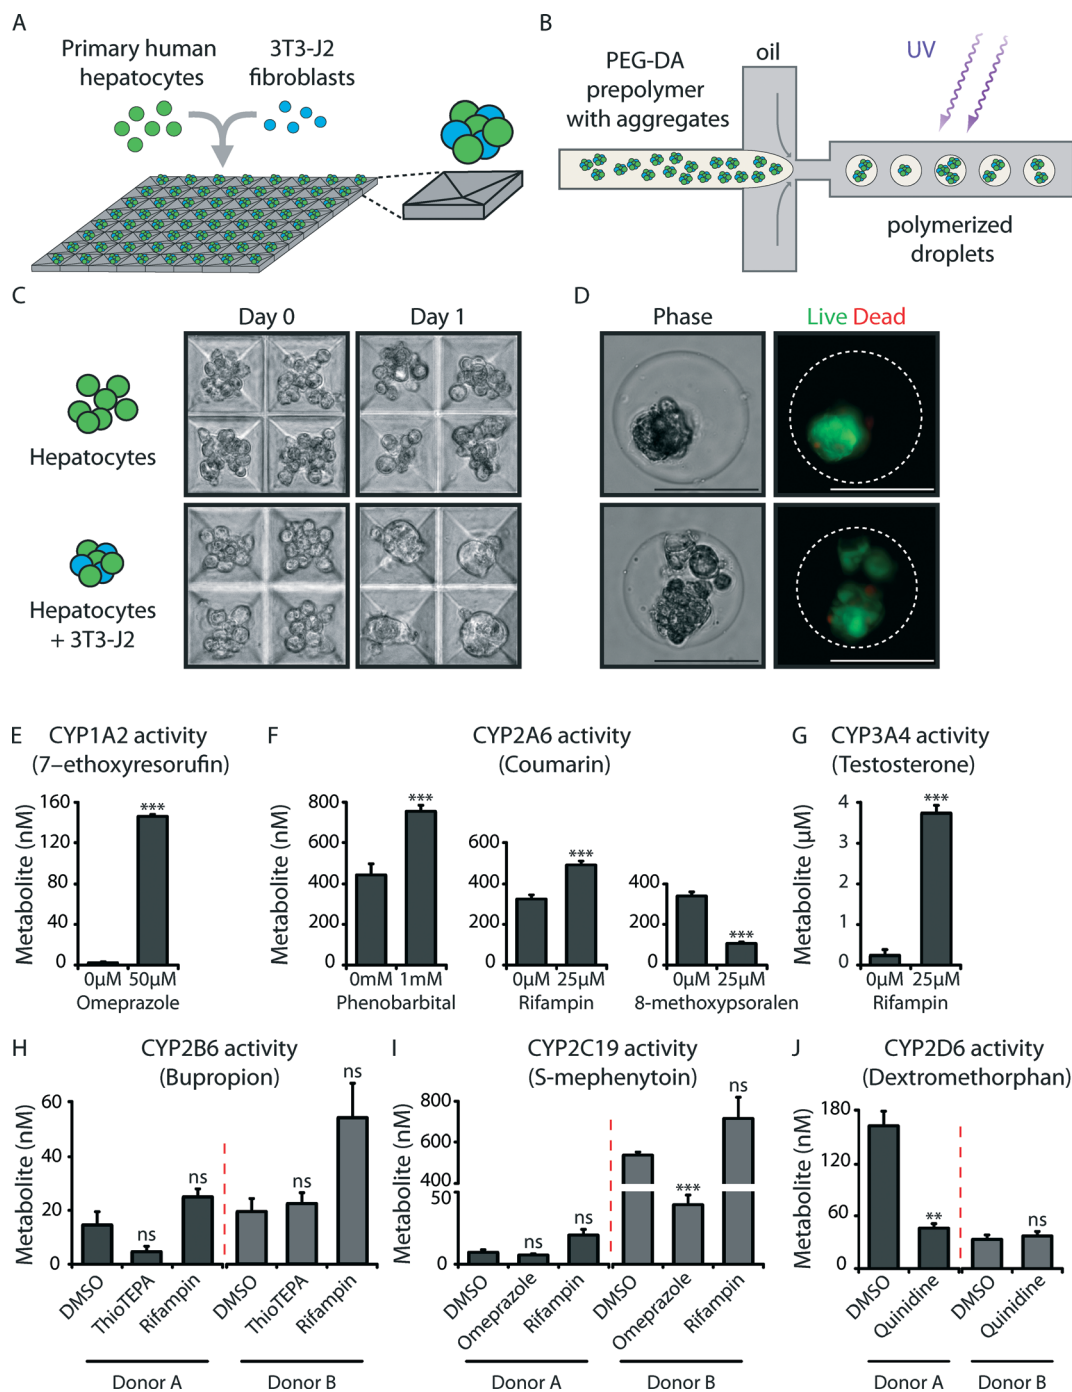 A
Primary human
hepatocytes
3T3-J2
fibroblasts
B
PEG-DA
prepolymer
with aggregates
oil
UV
polymerized
droplets
C
Day 0
Day 1
Hepatocytes
Hepatocytes
+ 3T3-J2
D
Phase
Live Dead
E
CYP1A2 activity
(7–ethoxyresorufin)
Metabolite (nM)
160
120
80
40
0
***
0µM 50µM
Omeprazole
F
CYP2A6 activity
(Coumarin)
Metabolite (nM)
800
600
400
200
0
***
0mM 1mM
Phenobarbital
600
400
200
0
***
0µM 25µM
Rifampin
400
200
0
***
0µM 25µM
8-methoxypsoralen
G
CYP3A4 activity
(Testosterone)
Metabolite (µM)
4
3
2
1
0
***
0µM 25µM
Rifampin
H
CYP2B6 activity
(Bupropion)
Metabolite (nM)
60
40
20
0
ns
ns
ns
ns
DMSO
ThioTEPA
Rifampin
DMSO
ThioTEPA
Rifampin
Donor A
Donor B
I
CYP2C19 activity
(S-mephenytoin)
Metabolite (nM)
800
600
400
50
0
ns
ns
***
ns
DMSO
Omeprazole
Rifampin
DMSO
Omeprazole
Rifampin
Donor A
Donor B
J
CYP2D6 activity
(Dextromethorphan)
Metabolite (nM)
180
120
60
0
**
ns
DMSO
Quinidine
DMSO
Quinidine
Donor A
Donor B